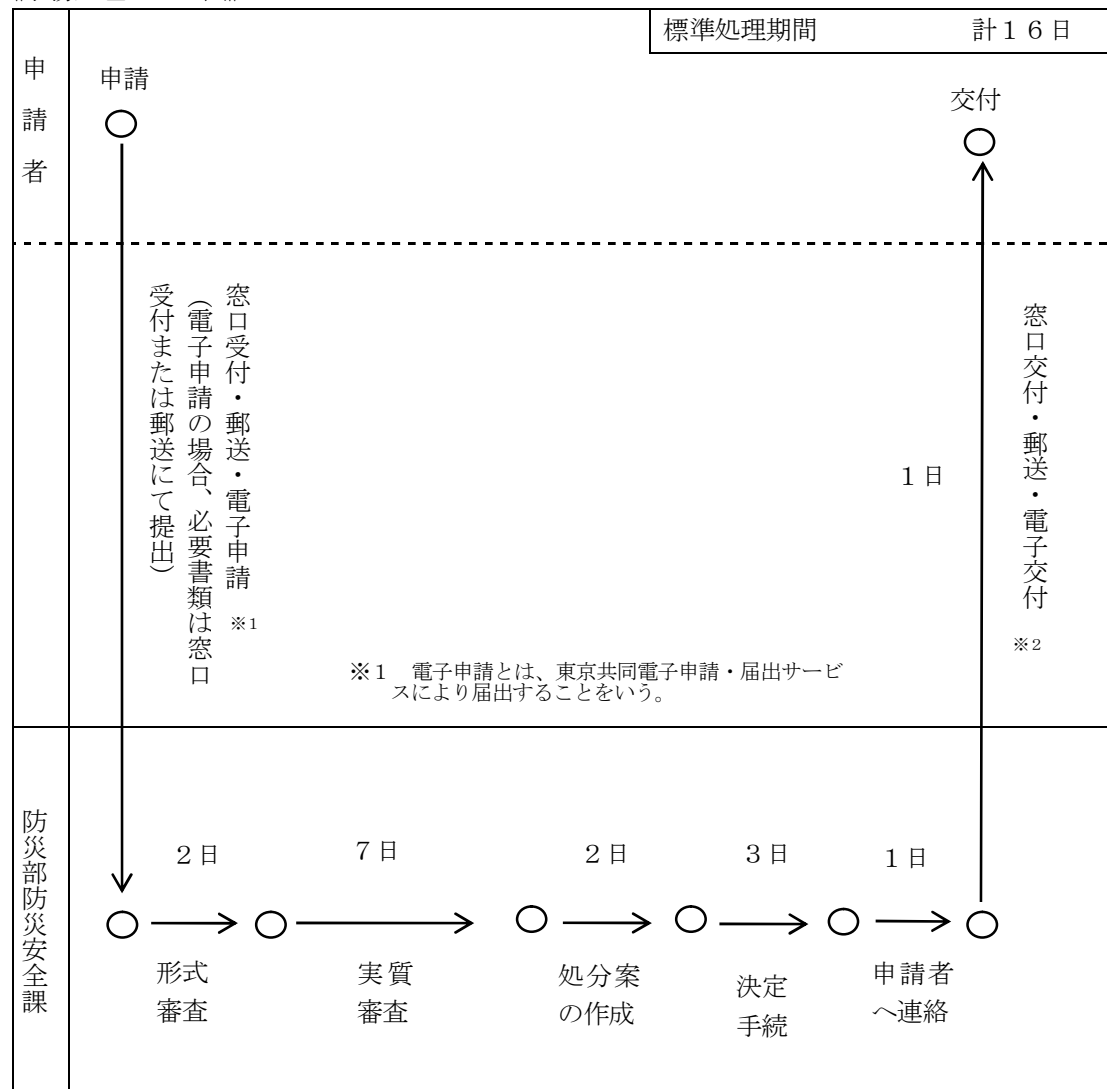 標準処理期間 計16日
申請者
申請
交付
窓口受付・郵送・電子申請 ※1
(電子申請の場合、必要書類は窓口
受付または郵送にて提出)
1日
窓口交付・郵送・電子交付 ※2
※1 電子申請とは、東京共同電子申請・届出サービ
スにより届出することをいう。
防災部防災安全課
2日
7日
2日
3日
1日
形式
審査
実質
審査
処分案
の作成
決定
手続
申請者
へ連絡